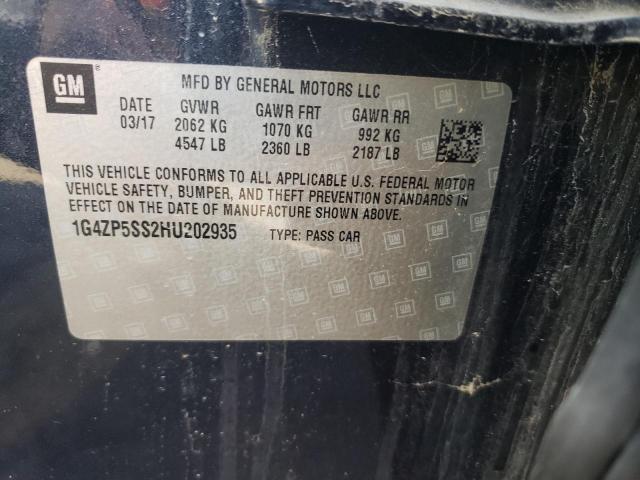 GM ®
MFD BY GENERAL MOTORS LLC
DATE GVWR GAWR FRT GAWR RR
03/17 2062 KG 1070 KG 992 KG
4547 LB 2360 LB 2187 LB
THIS VEHICLE CONFORMS TO ALL APPLICABLE U.S. FEDERAL MOTOR
VEHICLE SAFETY, BUMPER, AND THEFT PREVENTION STANDARDS IN
EFFECT ON THE DATE OF MANUFACTURE SHOWN ABOVE.
1G4ZP5SS2HU202935 TYPE: PASS CAR